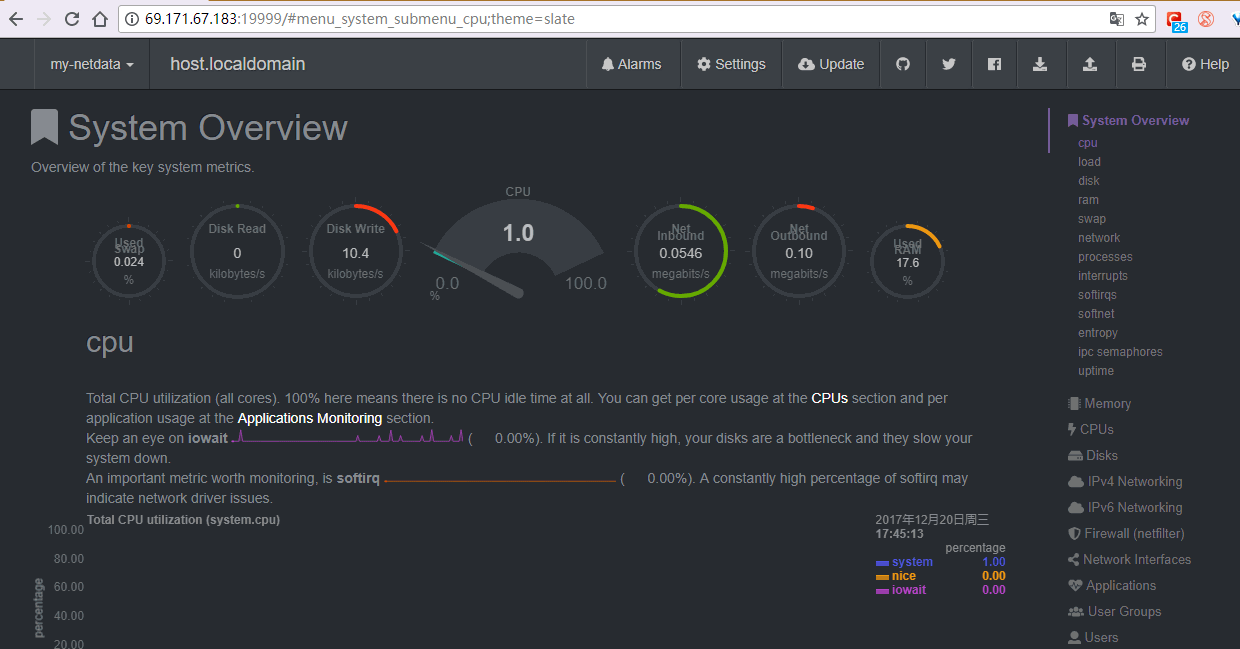 69.171.67.183:19999/#menu_system_submenu_cpu;theme=slate
26
my-netdata host.localdomain Alarms Settings Update Help
System Overview
Overview of the key system metrics.
Used
Swap
0.024
%
Disk Read
0
kilobytes/s
Disk Write
10.4
kilobytes/s
CPU
1.0
0.0 100.0
%
Net
Inbound
0.0546
megabits/s
Net
Outbound
0.10
megabits/s
Used
RAM
17.6
%
cpu
Total CPU utilization (all cores). 100% here means there is no CPU idle time at all. You can get per core usage at the CPUs section and per
application usage at the Applications Monitoring section.
Keep an eye on iowait ( 0.00%). If it is constantly high, your disks are a bottleneck and they slow your
system down.
An important metric worth monitoring, is softirq ( 0.00%). A constantly high percentage of softirq may
indicate network driver issues.
Total CPU utilization (system.cpu)
100.00
80.00
60.00
40.00
20.00
percentage
2017年12月20日周三
17:45:13
percentage
system 1.00
nice 0.00
iowait 0.00
System Overview
cpu
load
disk
ram
swap
network
processes
interrupts
softirqs
softnet
entropy
ipc semaphores
uptime
Memory
CPUs
Disks
IPv4 Networking
IPv6 Networking
Firewall (netfilter)
Network Interfaces
Applications
User Groups
Users